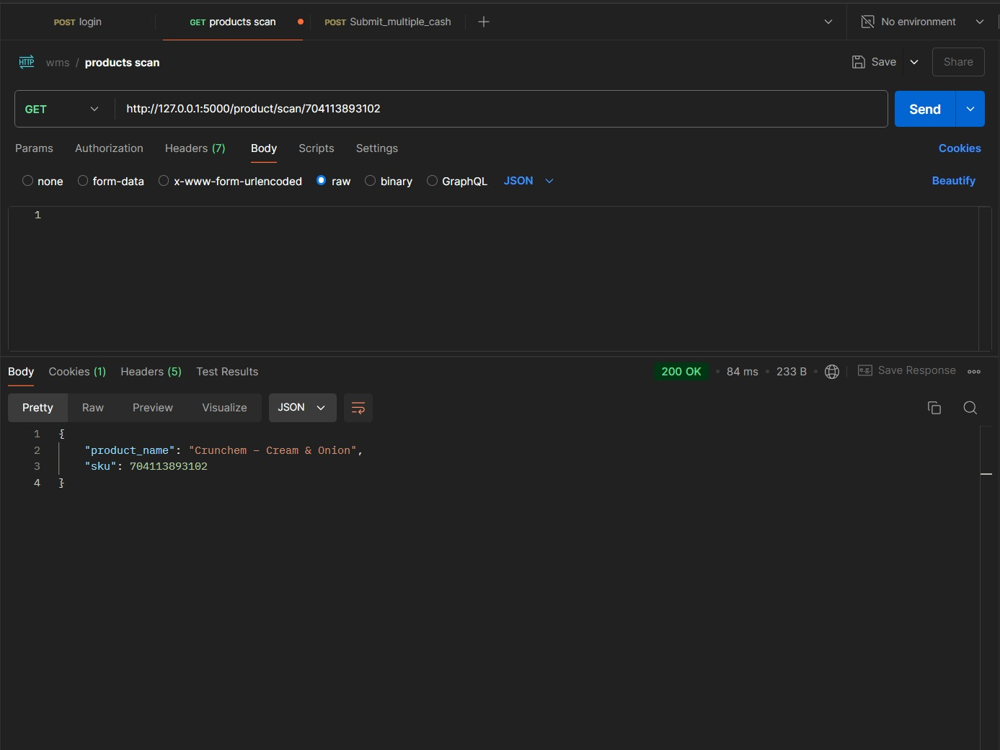 POST login GET products scan POST Submit_multiple_cash No environment
HTTP wms / products scan Save Share
GET http://127.0.0.1:5000/product/scan/704113893102 Send
Params Authorization Headers (7) Body Scripts Settings Cookies
none form-data x-www-form-urlencoded raw binary GraphQL JSON Beautify
1
Body Cookies (1) Headers (5) Test Results 200 OK 84 ms 233 B e.g. Save Response
Pretty Raw Preview Visualize JSON
1 {
2 "product_name": "Crunchem – Cream & Onion",
3 "sku": 704113893102
4 }